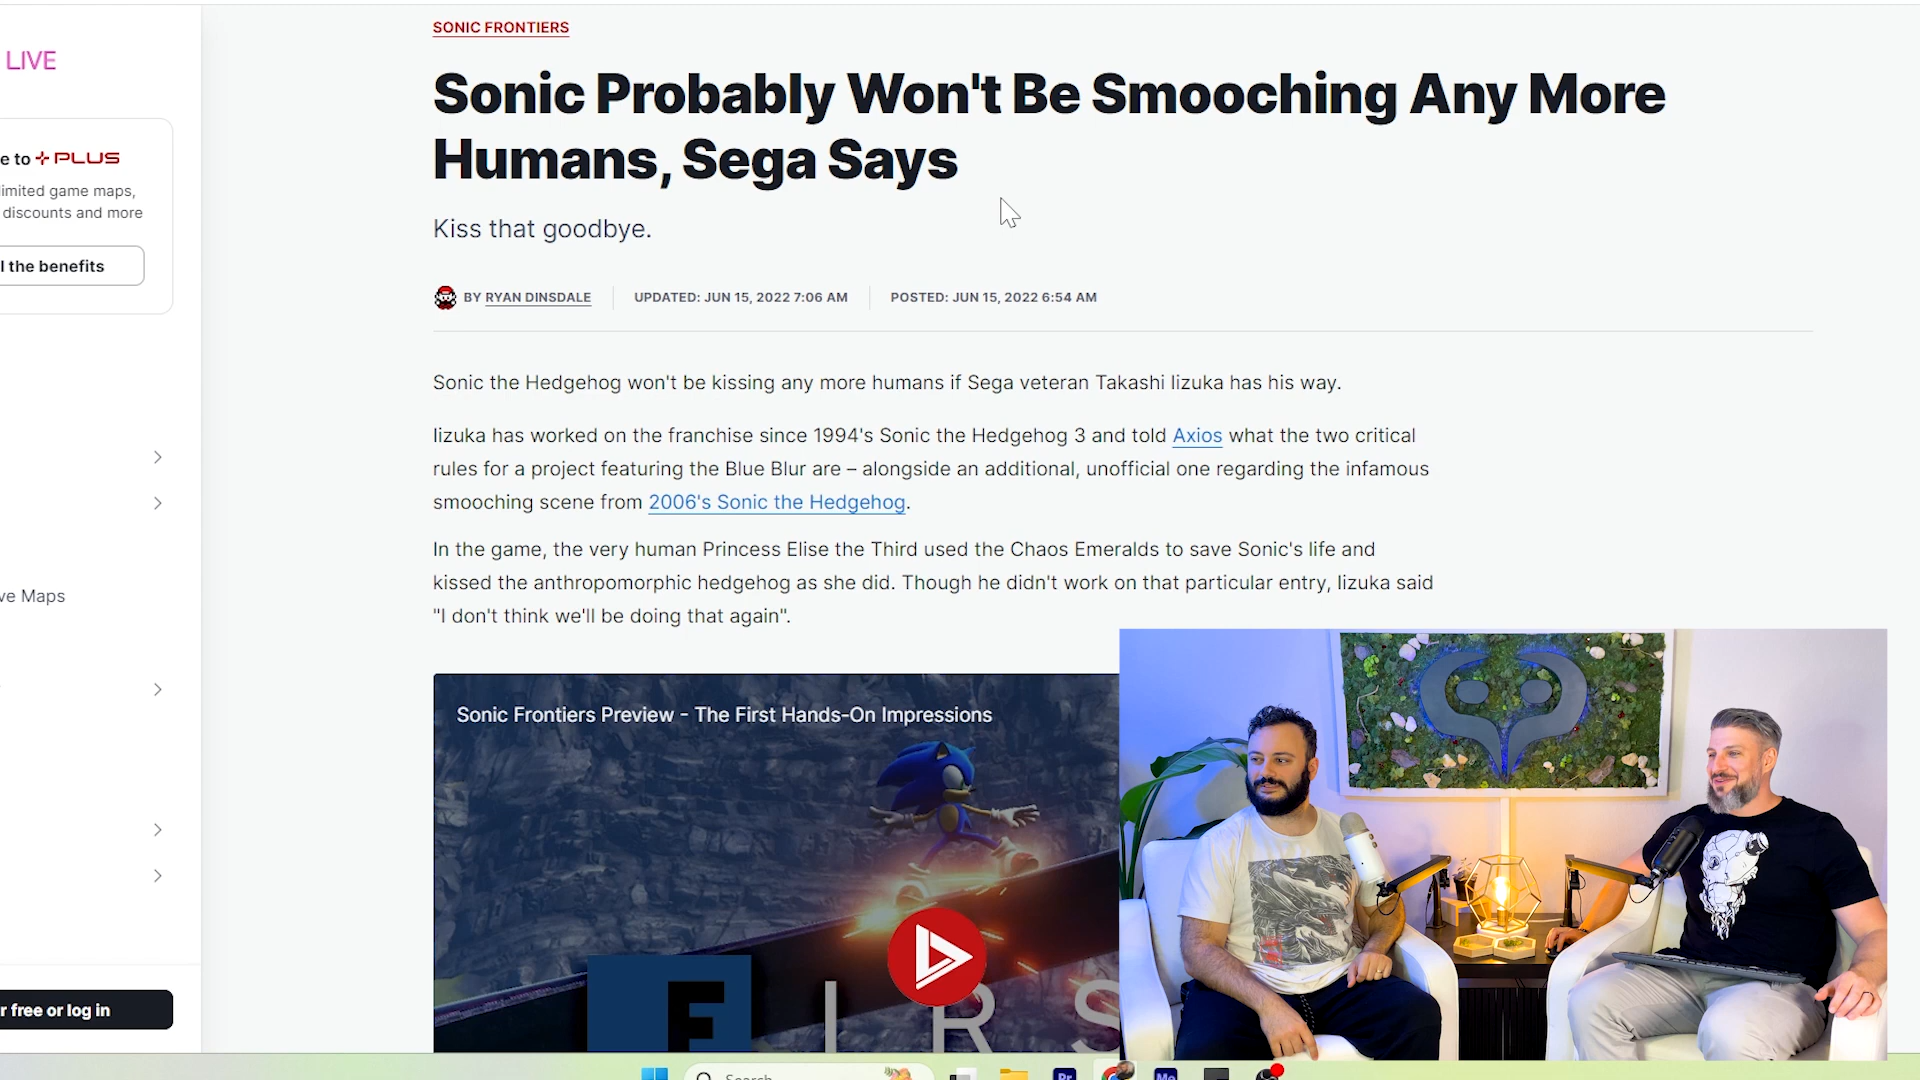 LIVE
e to PLUS
limited game maps,
discounts and more
l the benefits
ve Maps
r free or log in
SONIC FRONTIERS
Sonic Probably Won't Be Smooching Any More
Humans, Sega Says
Kiss that goodbye.
BY RYAN DINSDALE
UPDATED: JUN 15, 2022 7:06 AM
POSTED: JUN 15, 2022 6:54 AM
Sonic the Hedgehog won't be kissing any more humans if Sega veteran Takashi Iizuka has his way.
Iizuka has worked on the franchise since 1994's Sonic the Hedgehog 3 and told Axios what the two critical
rules for a project featuring the Blue Blur are – alongside an additional, unofficial one regarding the infamous
smooching scene from 2006's Sonic the Hedgehog.
In the game, the very human Princess Elise the Third used the Chaos Emeralds to save Sonic's life and
kissed the anthropomorphic hedgehog as she did. Though he didn't work on that particular entry, Iizuka said
"I don't think we'll be doing that again".
Sonic Frontiers Preview - The First Hands-On Impressions
F I R S
Search
Pr
Me